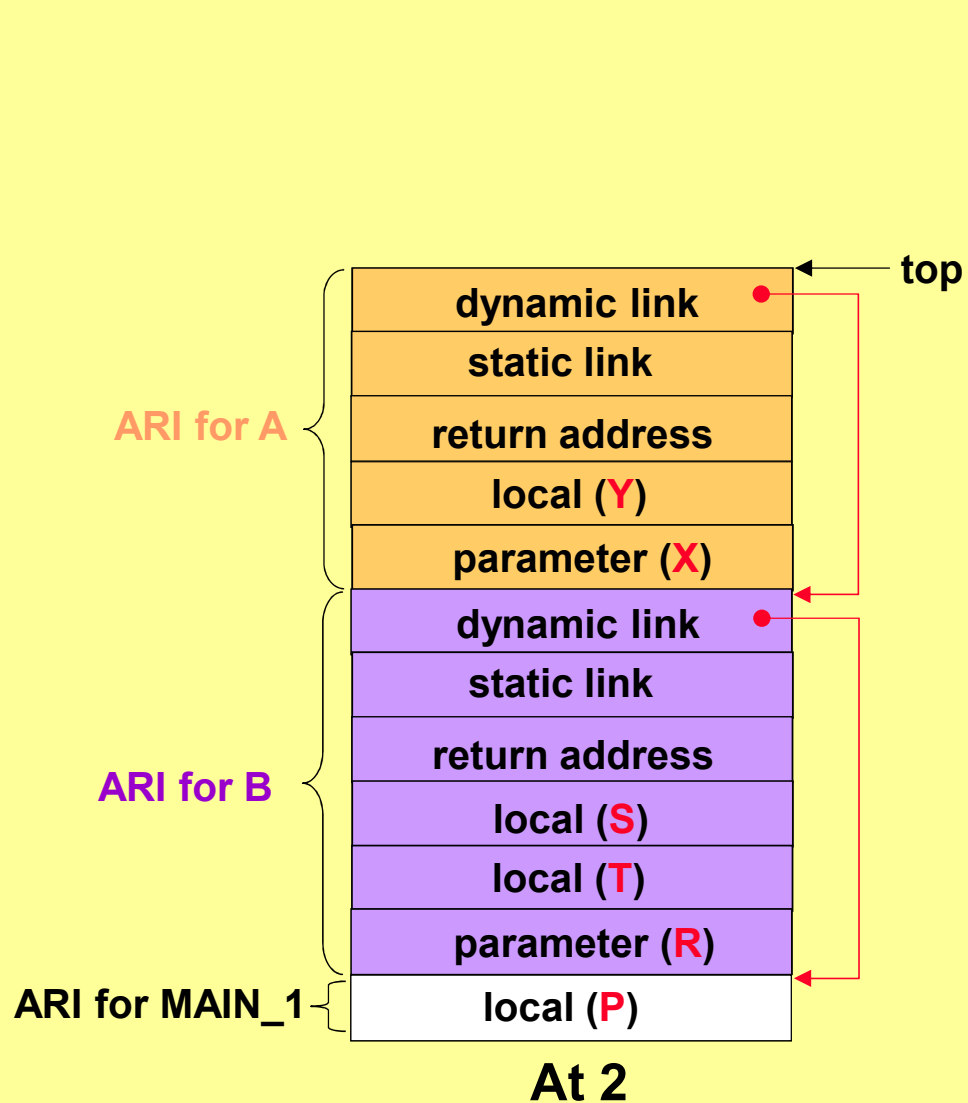 top
dynamic link
static link
ARI for A
return address
local (Y)
parameter (X)
dynamic link
static link
return address
ARI for B
local (S)
local (T)
parameter (R)
ARI for MAIN_1
local (P)
At 2